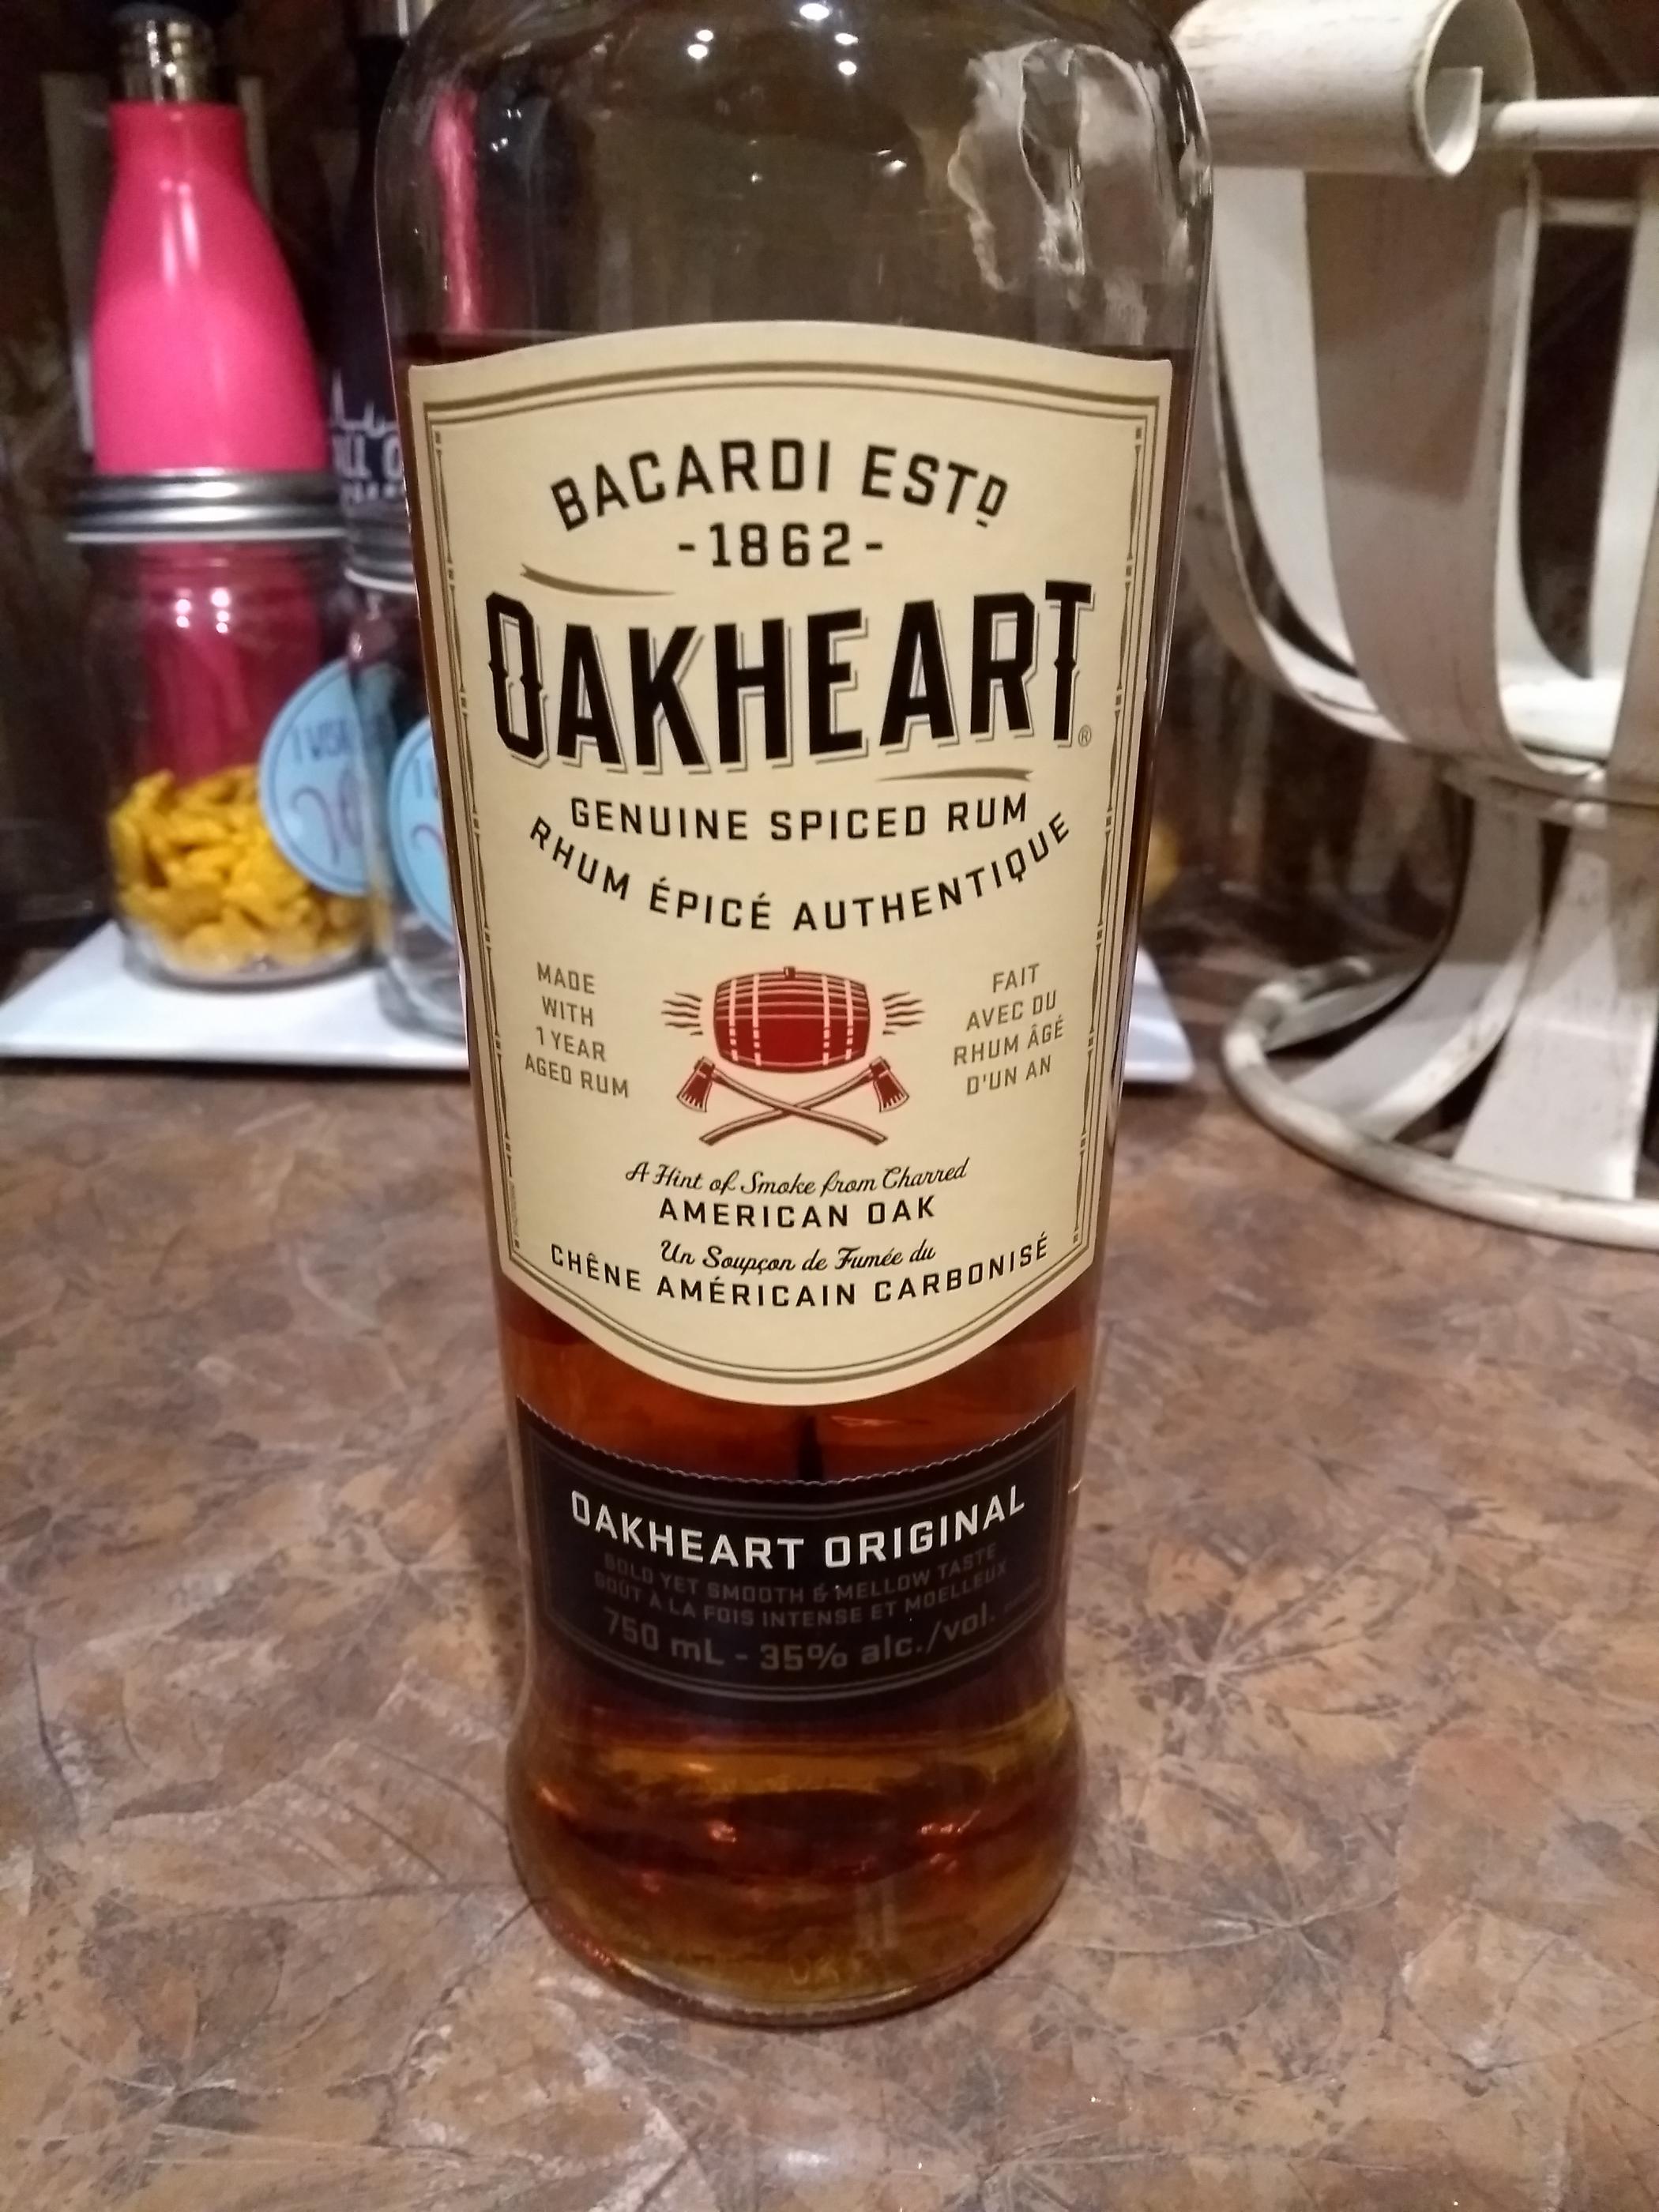 BACARDI ESTD
-1862-
OAKHEART®
GENUINE SPICED RUM
RHUM ÉPICÉ AUTHENTIQUE
MADE
WITH
1 YEAR
AGED RUM
FAIT
AVEC DU
RHUM ÂGÉ
D'UN AN
A Hint of Smoke from Charred
AMERICAN OAK
Un Soupçon de Fumée du
CHÊNE AMÉRICAIN CARBONISÉ
OAKHEART ORIGINAL
BOLD YET SMOOTH & MELLOW TASTE
GOÛT À LA FOIS INTENSE ET MOELLEUX
750 mL - 35% alc./vol.
I WISH